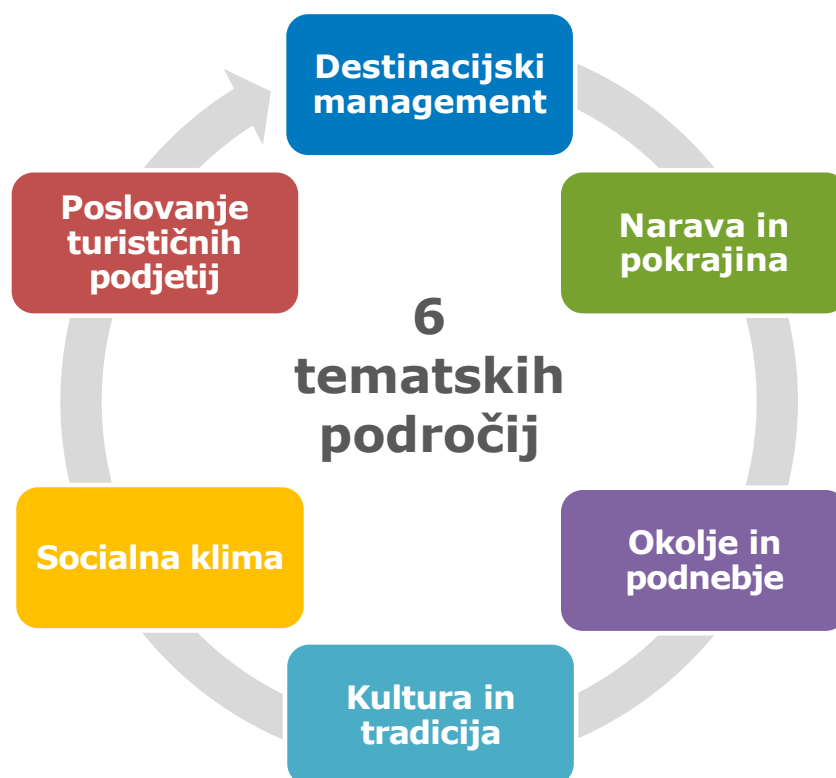 Destinacijski
management
Narava in
pokrajina
Okolje in
podnebje
Kultura in
tradicija
Socialna klima
Poslovanje
turističnih
podjetij
6
tematskih
področij